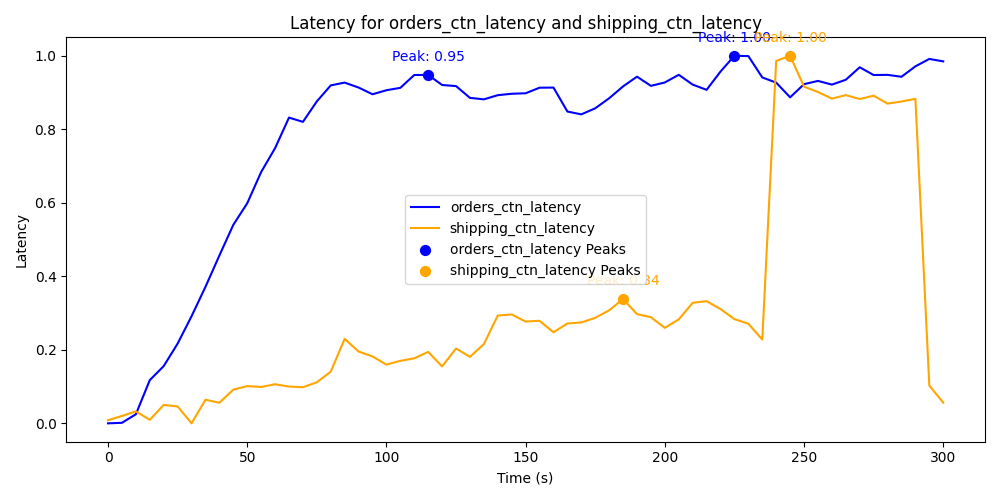 Latency for orders_ctn_latency and shipping_ctn_latency
Peak: 0.95
Peak: 1.00
Peak: 1.00
1.0
0.8
0.6
0.4
0.2
0.0
Latency
orders_ctn_latency
shipping_ctn_latency
orders_ctn_latency Peaks
shipping_ctn_latency Peaks
Peak: 0.34
0
50
100
150
200
250
300
Time (s)